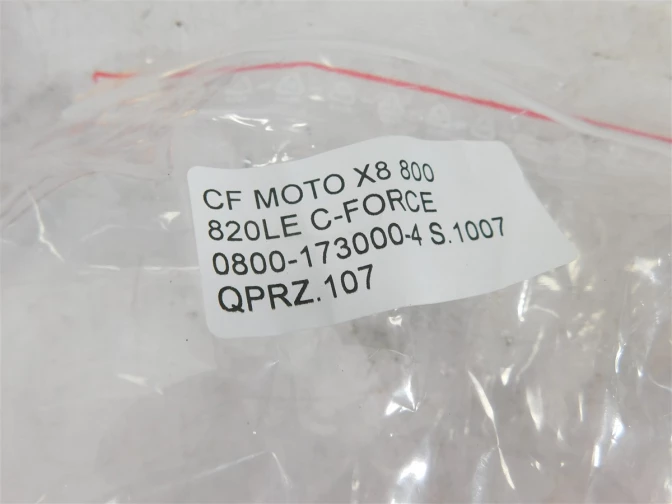 CF MOTO X8 800
820LE C-FORCE
0800-173000-4 S.1007
QPRZ.107